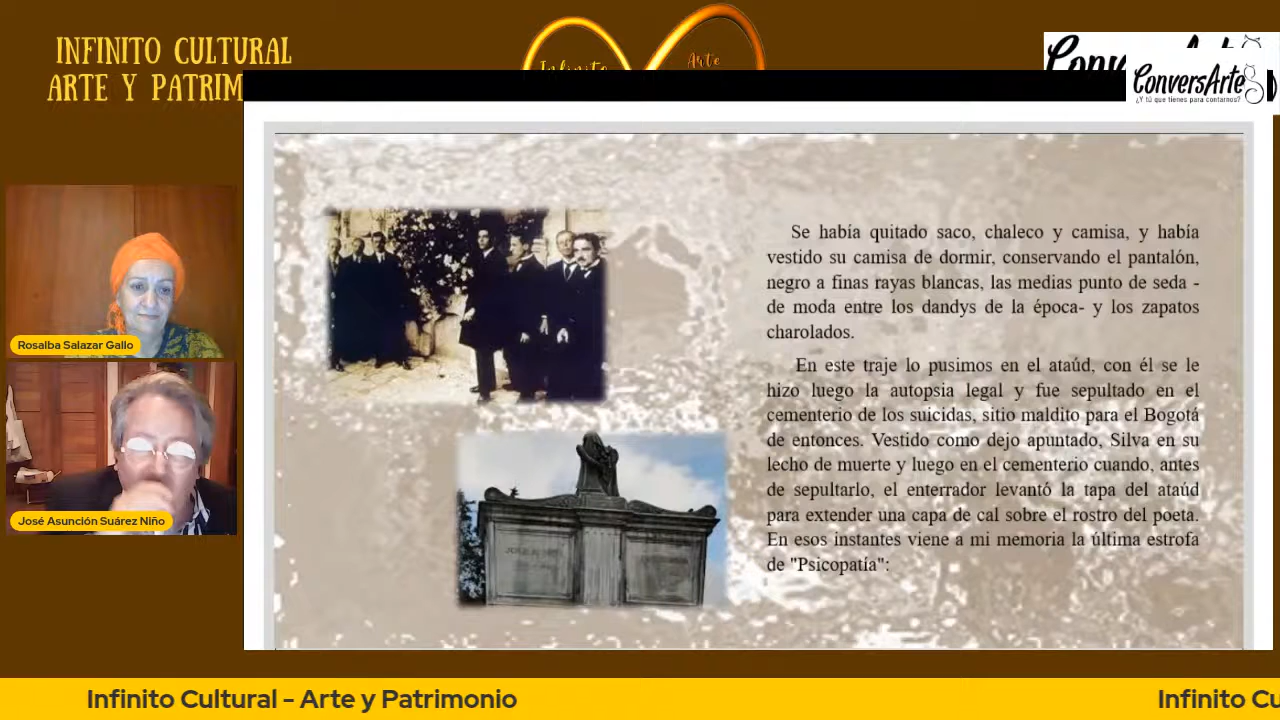 INFINITO CULTURAL
ARTE Y PATRIM
Infinito
Arte
ConversArte
¿Y tú que tienes para contarnos?
Se había quitado saco, chaleco y camisa, y había
vestido su camisa de dormir, conservando el pantalón,
negro a finas rayas blancas, las medias punto de seda -
de moda entre los dandys de la época- y los zapatos
charolados.
En este traje lo pusimos en el ataúd, con él se le
hizo luego la autopsia legal y fue sepultado en el
cementerio de los suicidas, sitio maldito para el Bogotá
de entonces. Vestido como dejo apuntado, Silva en su
lecho de muerte y luego en el cementerio cuando, antes
de sepultarlo, el enterrador levantó la tapa del ataúd
para extender una capa de cal sobre el rostro del poeta.
En esos instantes viene a mi memoria la última estrofa
de "Psicopatía":
Rosalba Salazar Gallo
José Asunción Suárez Niño
Infinito Cultural - Arte y Patrimonio
Infinito Cu